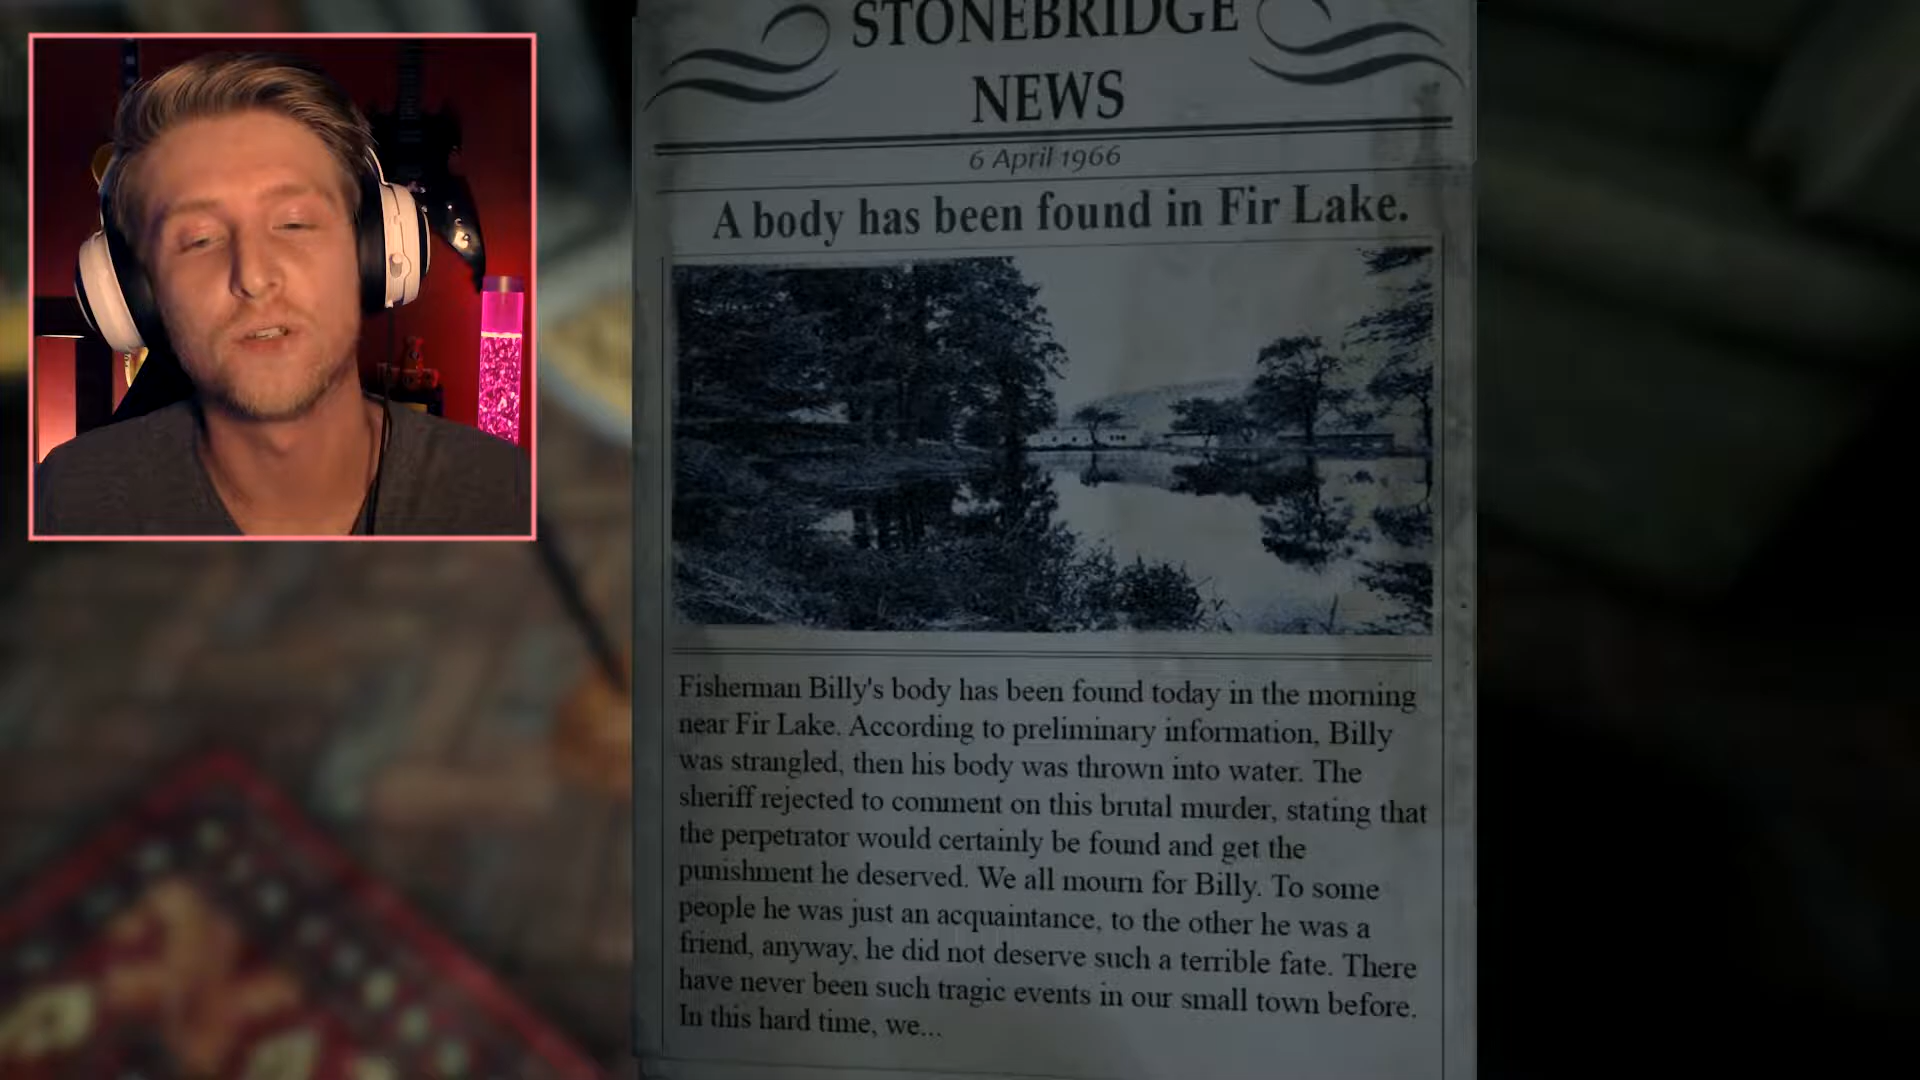 STONEBRIDGE
NEWS
6 April 1966
A body has been found in Fir Lake.
Fisherman Billy's body has been found today in the morning
near Fir Lake. According to preliminary information, Billy
was strangled, then his body was thrown into water. The
sheriff rejected to comment on this brutal murder, stating that
the perpetrator would certainly be found and get the
punishment he deserved. We all mourn for Billy. To some
people he was just an acquaintance, to the other he was a
friend, anyway, he did not deserve such a terrible fate. There
have never been such tragic events in our small town before.
In this hard time, we...